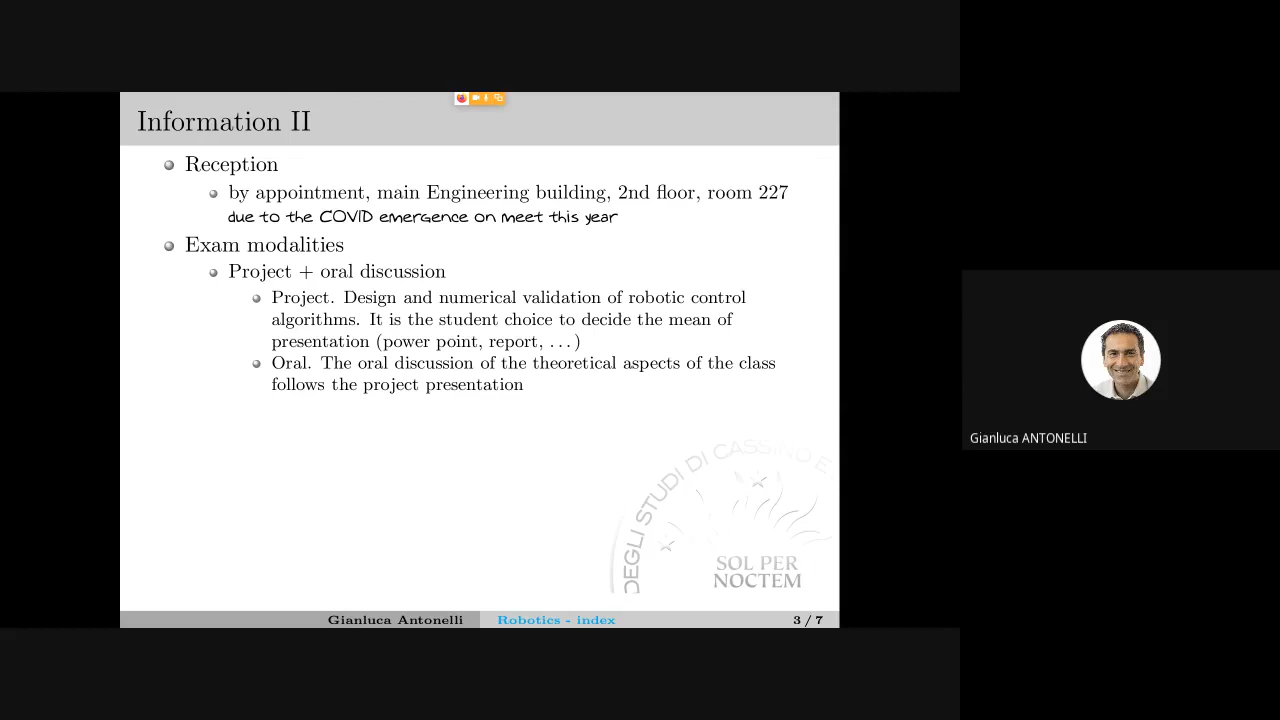 Information II
Reception
by appointment, main Engineering building, 2nd floor, room 227
due to the COVID emergence on meet this year
Exam modalities
Project + oral discussion
Project. Design and numerical validation of robotic control
algorithms. It is the student choice to decide the mean of
presentation (power point, report, ...)
Oral. The oral discussion of the theoretical aspects of the class
follows the project presentation
DEGLI STUDI DI CASSINO E
SOL PER
NOCTEM
Gianluca Antonelli
Robotics - index
3 / 7
Gianluca ANTONELLI